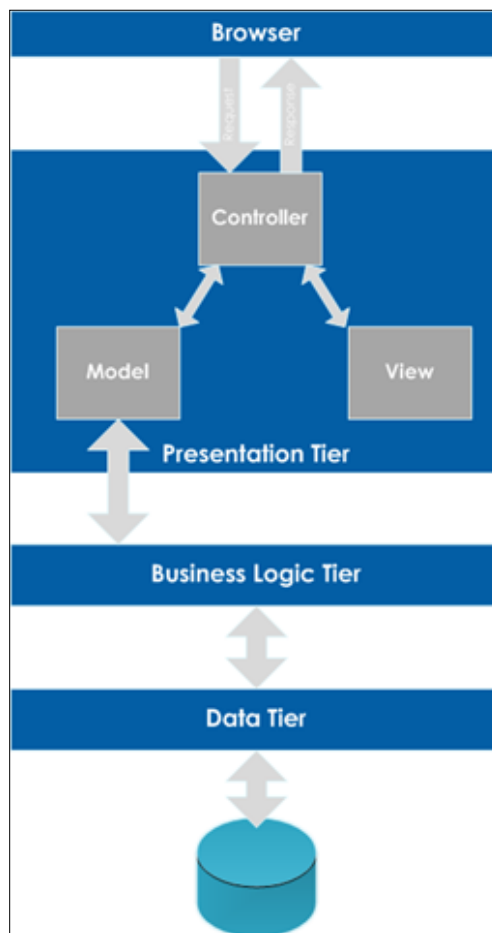 Browser
Request
Response
Controller
Model
View
Presentation Tier
Business Logic Tier
Data Tier